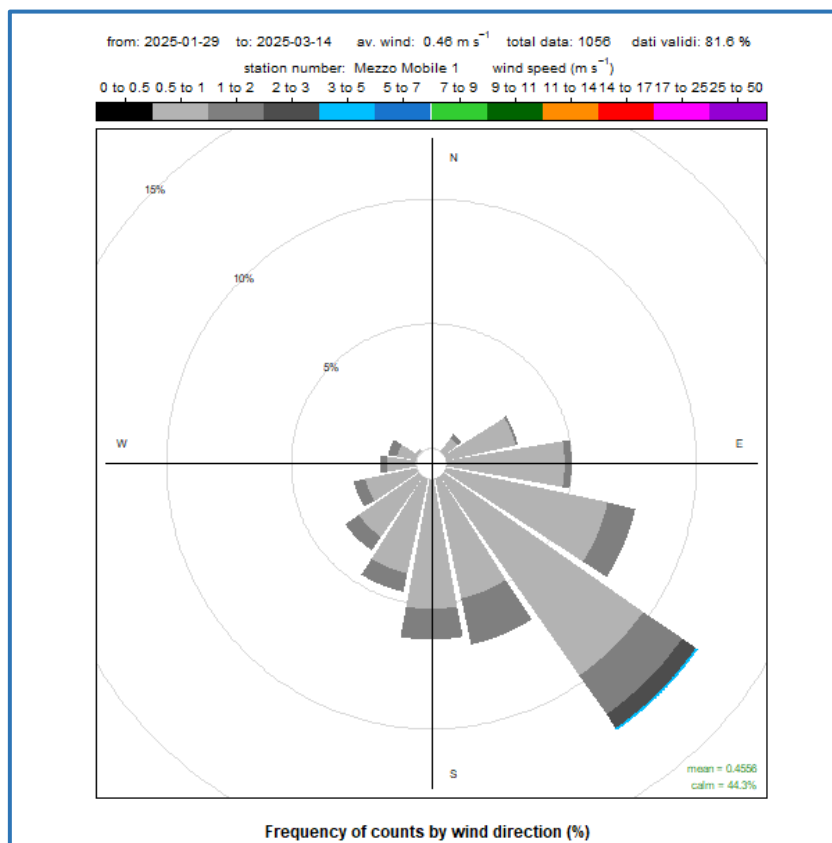 from: 2025-01-29 to: 2025-03-14 av. wind: 0.46 m s⁻¹ total data: 1056 dati validi: 81.6 %
station number: Mezzo Mobile 1 wind speed (m s⁻¹)
0 to 0.5 0.5 to 1 1 to 2 2 to 3 3 to 5 5 to 7 7 to 9 9 to 11 11 to 14 14 to 17 17 to 25 25 to 50
N
15%
10%
5%
W E
S
mean = 0.4556
calm = 44.3%
Frequency of counts by wind direction (%)